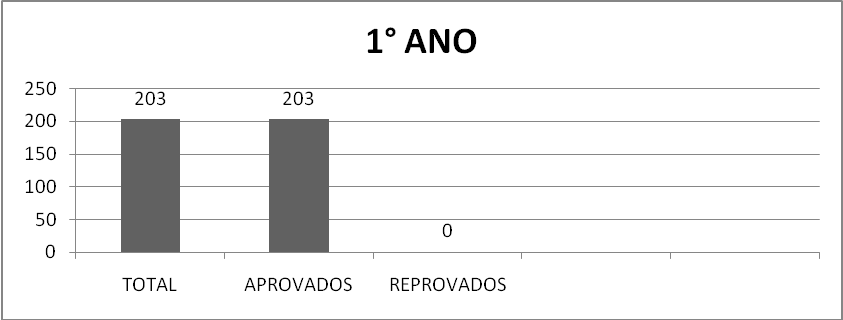 1° ANO
250
200
150
100
50
0
203
203
0
TOTAL
APROVADOS
REPROVADOS